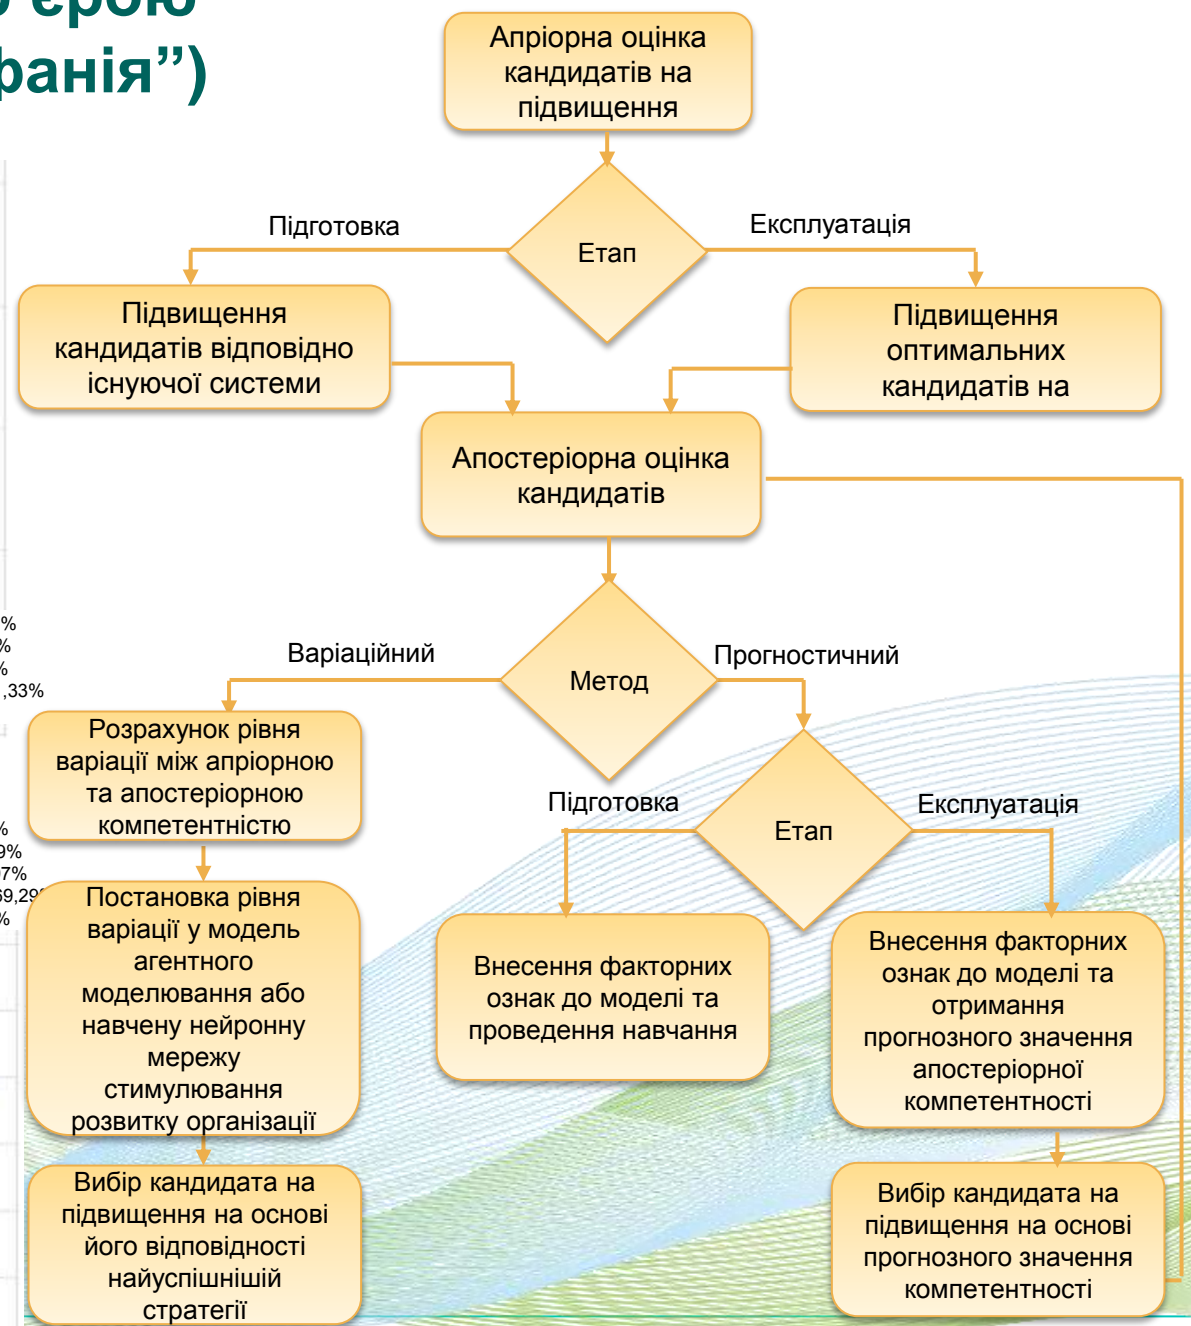 фанія”)
Апріорна оцінка
кандидатів на
підвищення
Підготовка
Експлуатація
Етап
Підвищення
кандидатів відповідно
існуючої системи
Підвищення
оптимальних
кандидатів на
Апостеріорна оцінка
кандидатів
Варіаційний
Прогностичний
Метод
,33%
Розрахунок рівня
варіації між апріорною
та апостеріорною
компетентністю
Підготовка
Експлуатація
Етап
Постановка рівня
варіації у модель
агентного
моделювання або
навчену нейронну
мережу
стимулювання
розвитку організації
Внесення факторних
ознак до моделі та
проведення навчання
Внесення факторних
ознак до моделі та
отримання
прогнозного значення
апостеріорної
компетентності
Вибір кандидата на
підвищення на основі
його відповідності
найуспішнішій
стратегії
Вибір кандидата на
підвищення на основі
прогнозного значення
компетентності